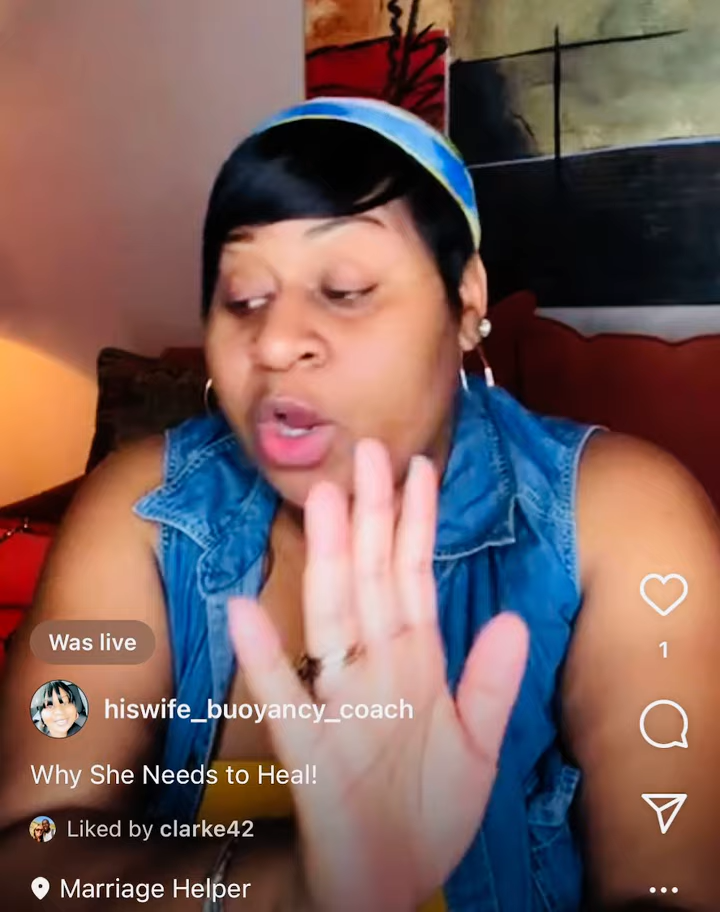 Was live
hiswife_buoyancy_coach
1
Why She Needs to Heal!
Liked by clarke42
Marriage Helper